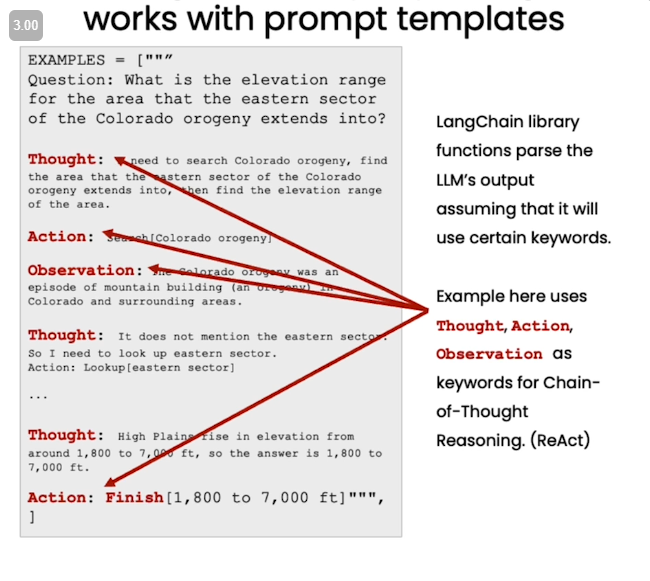 3.00
works with prompt templates
EXAMPLES = ["""
Question: What is the elevation range
for the area that the eastern sector
of the Colorado orogeny extends into?
Thought: need to search Colorado orogeny, find
the area that the eastern sector of the Colorado
orogeny extends into, then find the elevation range
of the area.
Action: Search[Colorado orogeny]
Observation: The Colorado orogeny was an
episode of mountain building (an orogeny) in
Colorado and surrounding areas.
Thought: It does not mention the eastern sector.
So I need to look up eastern sector.
Action: Lookup[eastern sector]
...
Thought: High Plains rise in elevation from
around 1,800 to 7,000 ft, so the answer is 1,800 to
7,000 ft.
Action: Finish[1,800 to 7,000 ft]""",
]
LangChain library
functions parse the
LLM's output
assuming that it will
use certain keywords.
Example here uses
Thought, Action,
Observation as
keywords for Chain-
of-Thought
Reasoning. (ReAct)